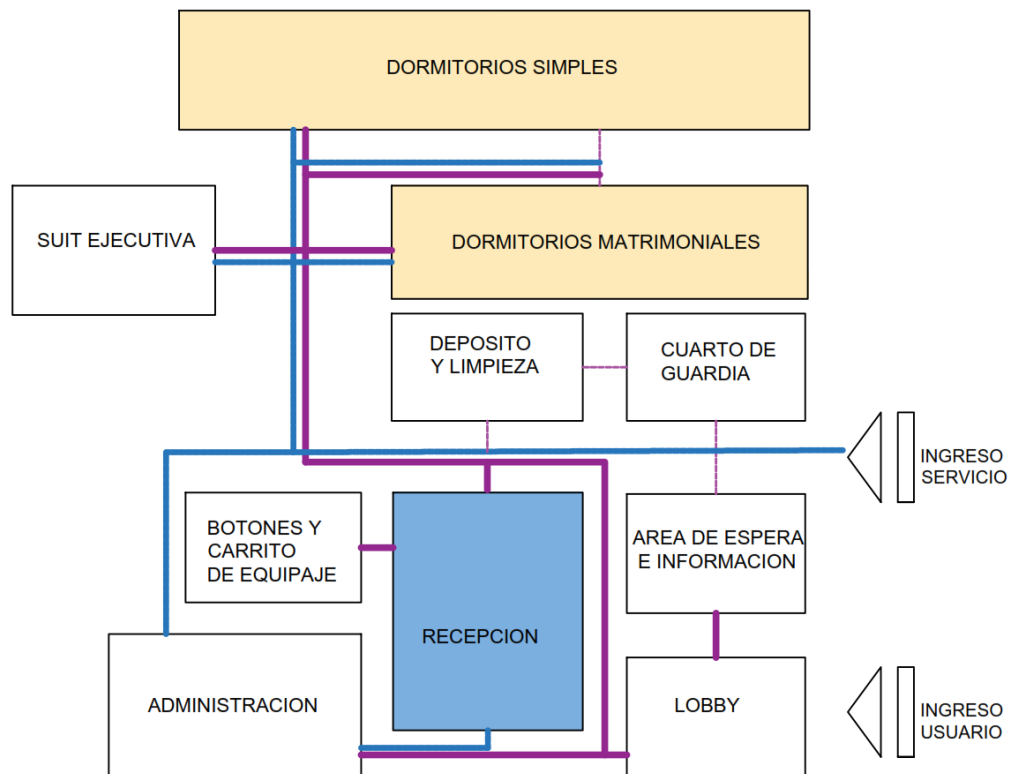 DORMITORIOS SIMPLES
SUIT EJECUTIVA
DORMITORIOS MATRIMONIALES
DEPOSITO
Y LIMPIEZA
CUARTO DE
GUARDIA
INGRESO
SERVICIO
BOTONES Y
CARRITO
DE EQUIPAJE
RECEPCION
AREA DE ESPERA
E INFORMACION
ADMINISTRACION
LOBBY
INGRESO
USUARIO